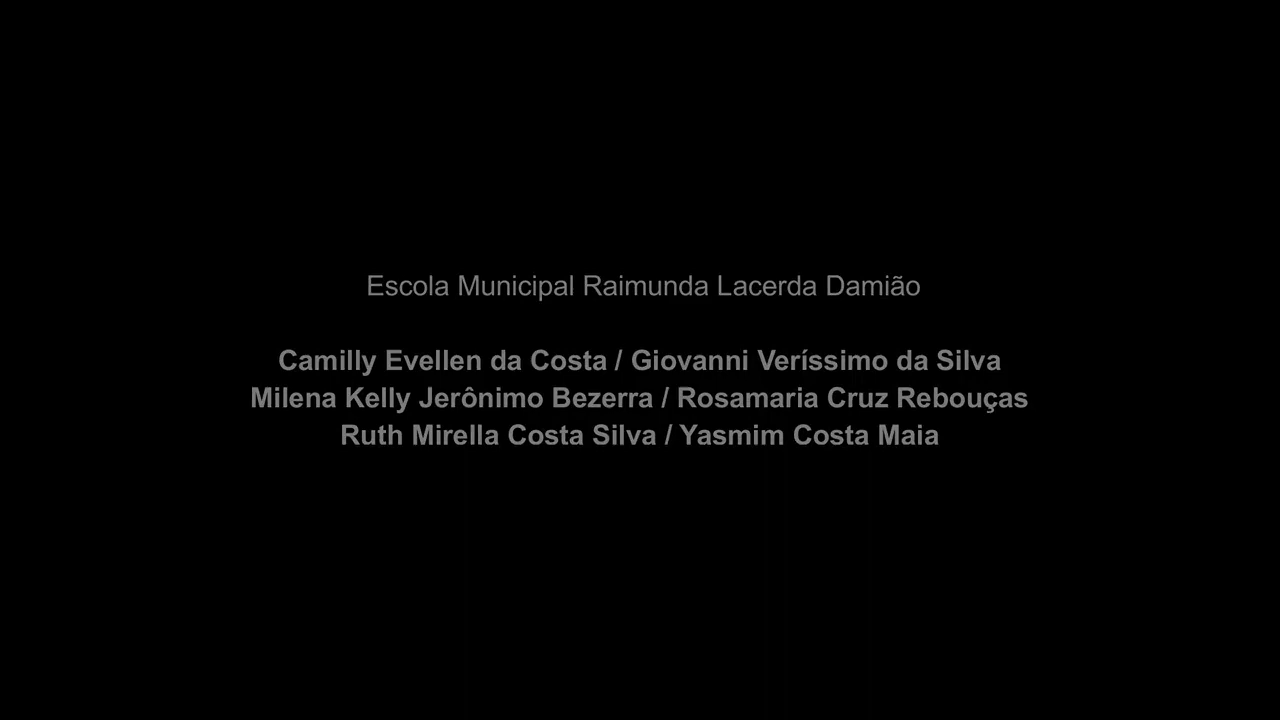 Escola Municipal Raimunda Lacerda Damião
Camilly Evellen da Costa / Giovanni Veríssimo da Silva
Milena Kelly Jerônimo Bezerra / Rosamaria Cruz Rebouças
Ruth Mirella Costa Silva / Yasmim Costa Maia